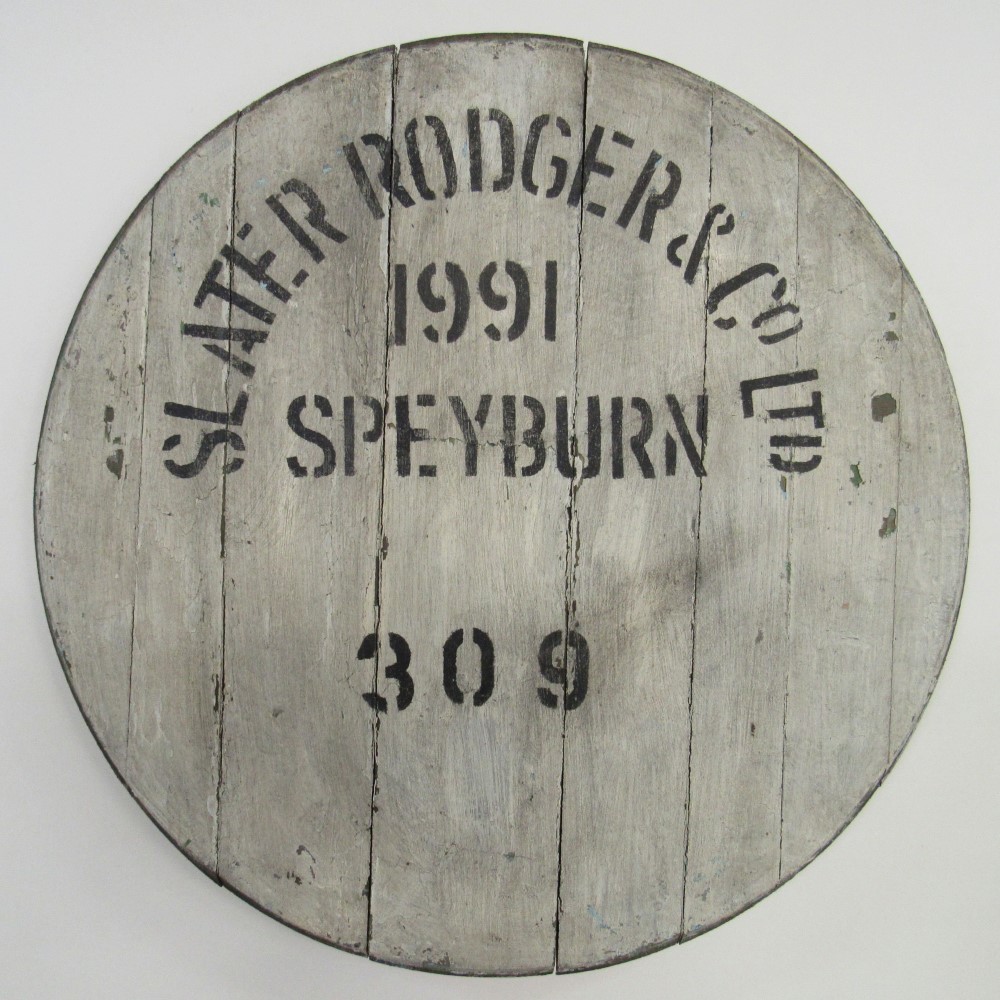 SLATER RODGER & Co LTD
1991
SPEYBURN
309